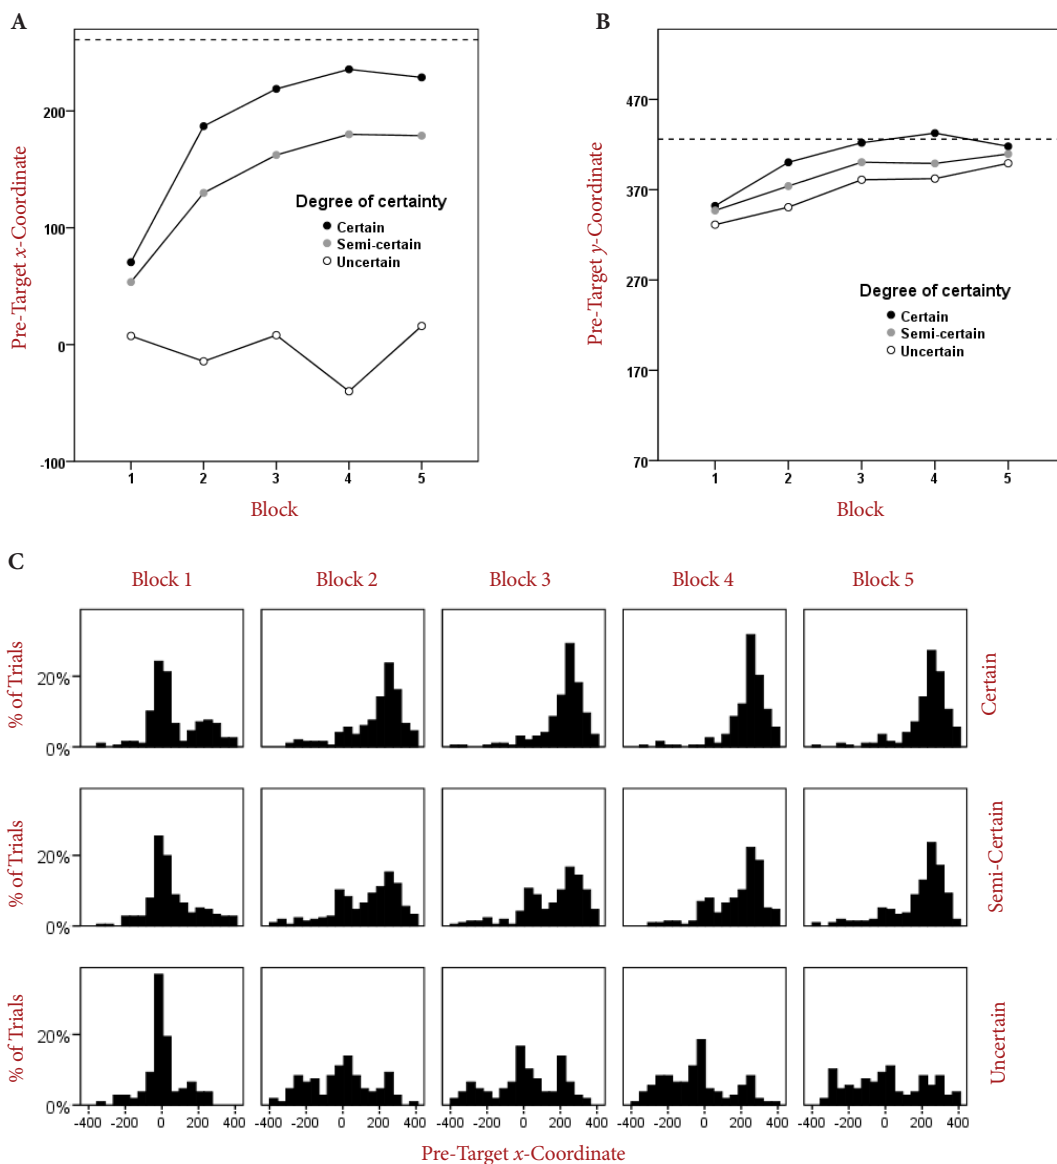 A
Pre-Target x-Coordinate
200
100
0
-100
Degree of certainty
Certain
Semi-certain
Uncertain
1 2 3 4 5
Block
B
Pre-Target y-Coordinate
470
370
270
170
70
Degree of certainty
Certain
Semi-certain
Uncertain
1 2 3 4 5
Block
C
Block 1 Block 2 Block 3 Block 4 Block 5
% of Trials
20%
0%
Certain
% of Trials
20%
0%
Semi-Certain
% of Trials
20%
0%
Uncertain
-400 -200 0 200 400 -400 -200 0 200 400 -400 -200 0 200 400 -400 -200 0 200 400 -400 -200 0 200 400
Pre-Target x-Coordinate